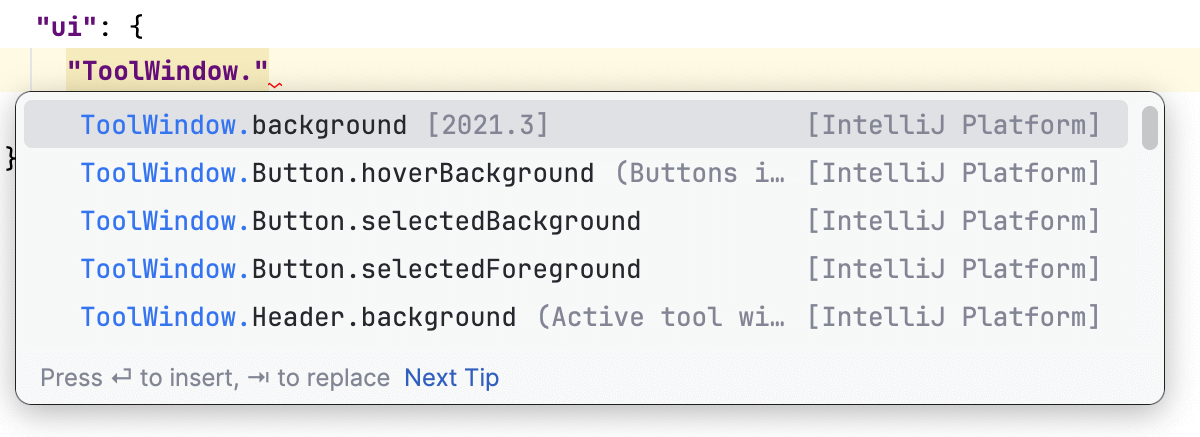 "ui": {
"ToolWindow."
ToolWindow.background [2021.3] [IntelliJ Platform]
ToolWindow.Button.hoverBackground (Buttons i… [IntelliJ Platform]
ToolWindow.Button.selectedBackground [IntelliJ Platform]
ToolWindow.Button.selectedForeground [IntelliJ Platform]
ToolWindow.Header.background (Active tool wi… [IntelliJ Platform]
}
Press ⏎ to insert, ⇥ to replace Next Tip